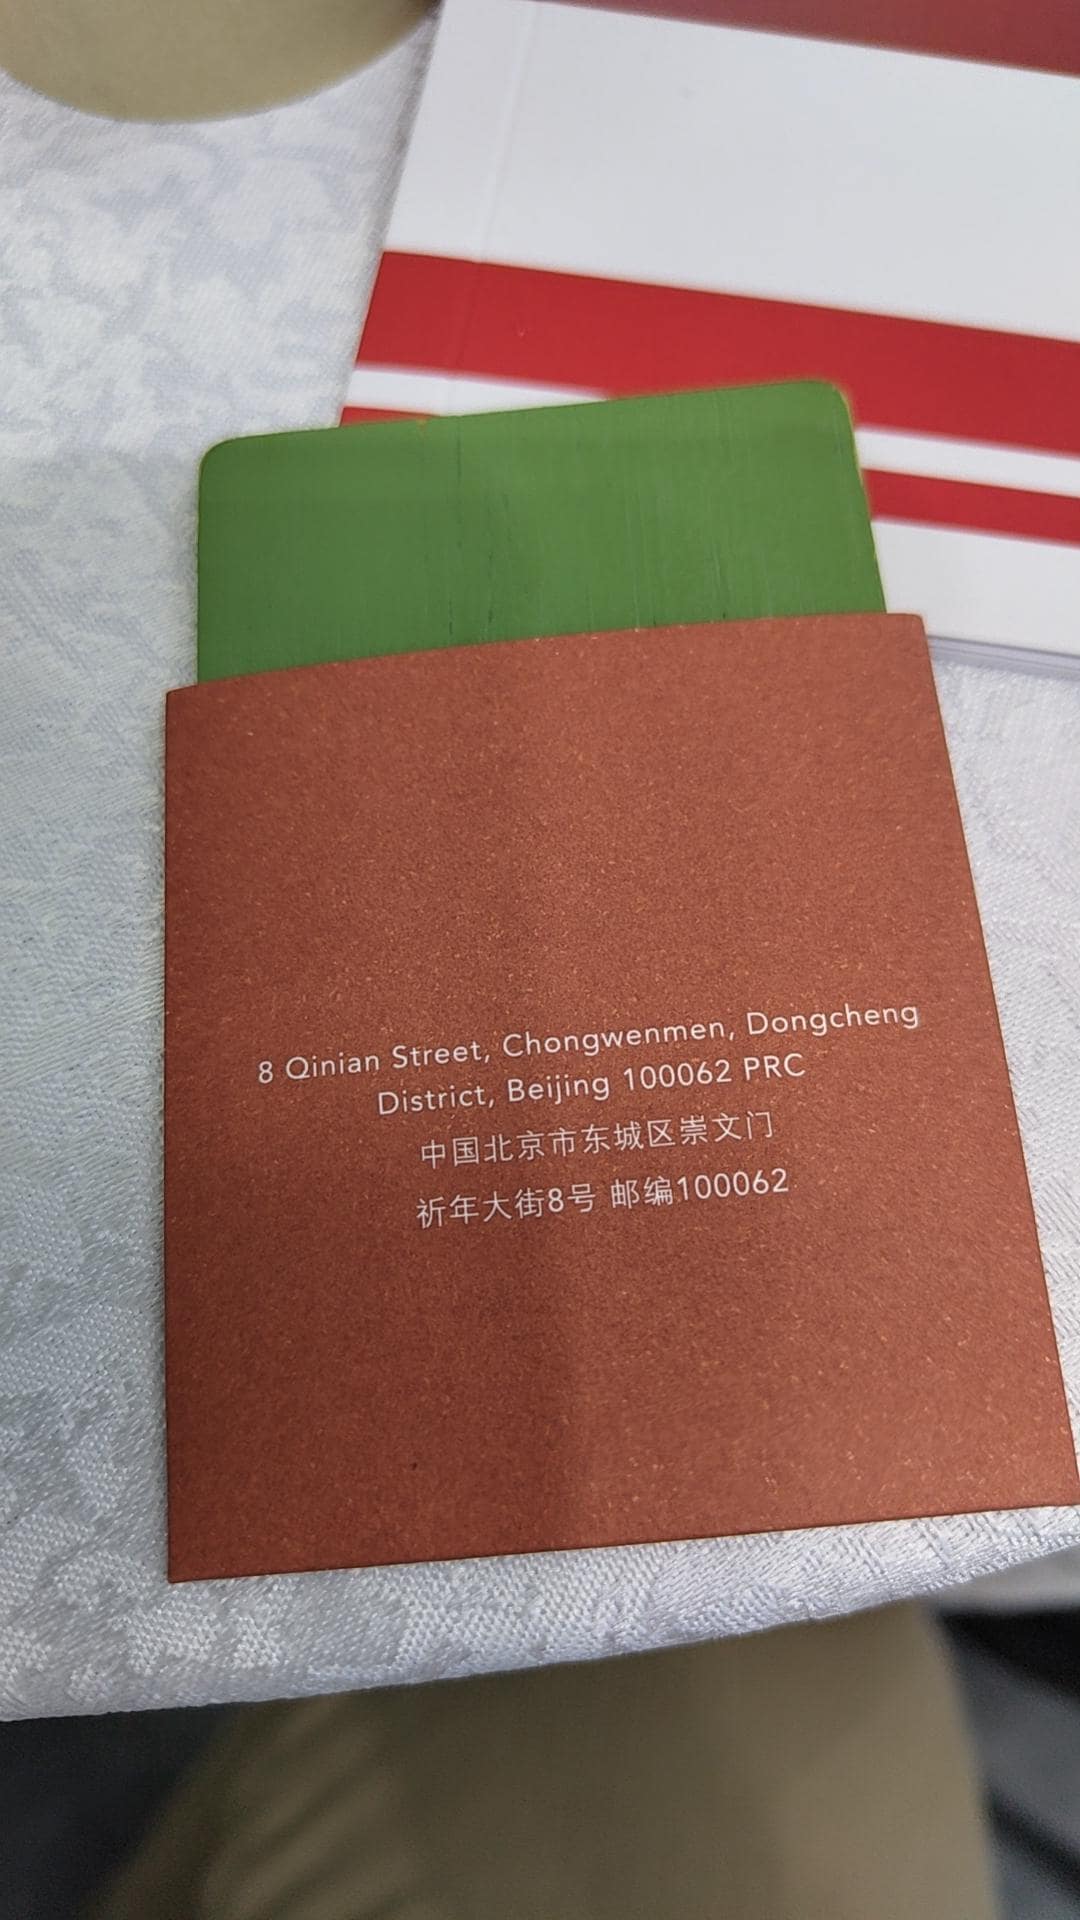 8 Qinian Street, Chongwenmen, Dongcheng
District, Beijing 100062 PRC
中国北京市东城区崇文门
祈年大街8号 邮编100062